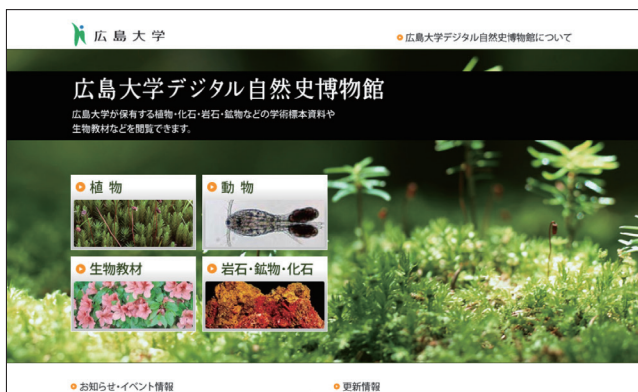 広島大学
広島大学デジタル自然史博物館について
広島大学デジタル自然史博物館
広島大学が保有する植物・化石・岩石・鉱物などの学術標本資料や
生物教材などを閲覧できます。
植物
動物
生物教材
岩石・鉱物・化石
お知らせ・イベント情報
更新情報